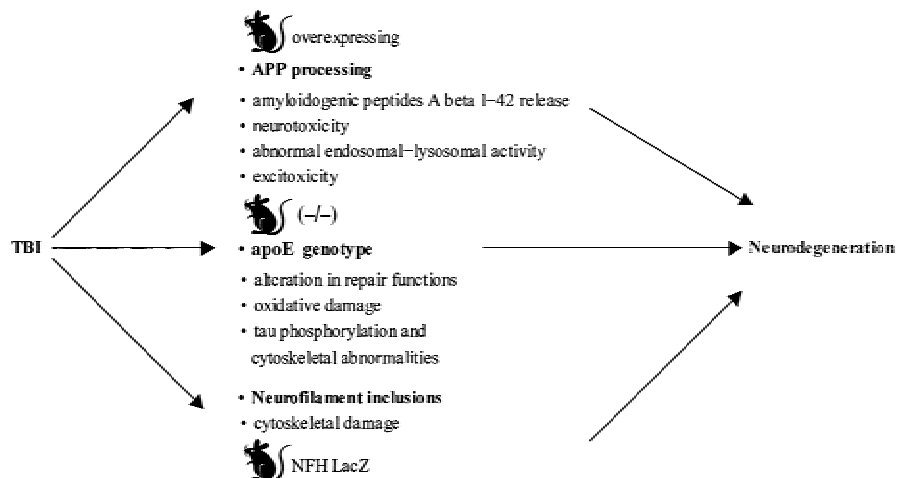 overexpressing
• APP processing
• amyloidogenic peptides A beta 1–42 release
• neurotoxicity
• abnormal endosomal–lysosomal activity
• excitoxicity
(–/–)
TBI
• apoE genotype
Neurodegeneration
• alteration in repair functions
• oxidative damage
• tau phosphorylation and
cytoskeletal abnormalities
• Neurofilament inclusions
• cytoskeletal damage
NFH LacZ